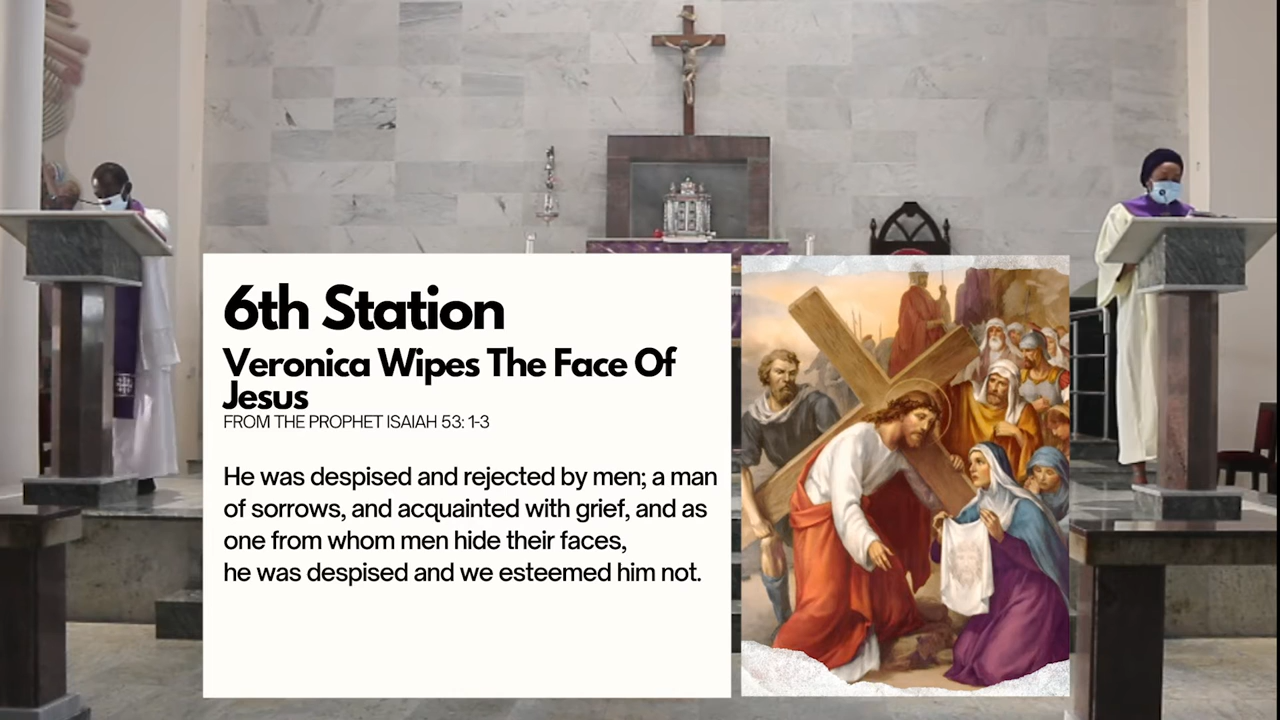 6th Station
Veronica Wipes The Face Of
Jesus
FROM THE PROPHET ISAIAH 53: 1-3
He was despised and rejected by men; a man
of sorrows, and acquainted with grief, and as
one from whom men hide their faces,
he was despised and we esteemed him not.